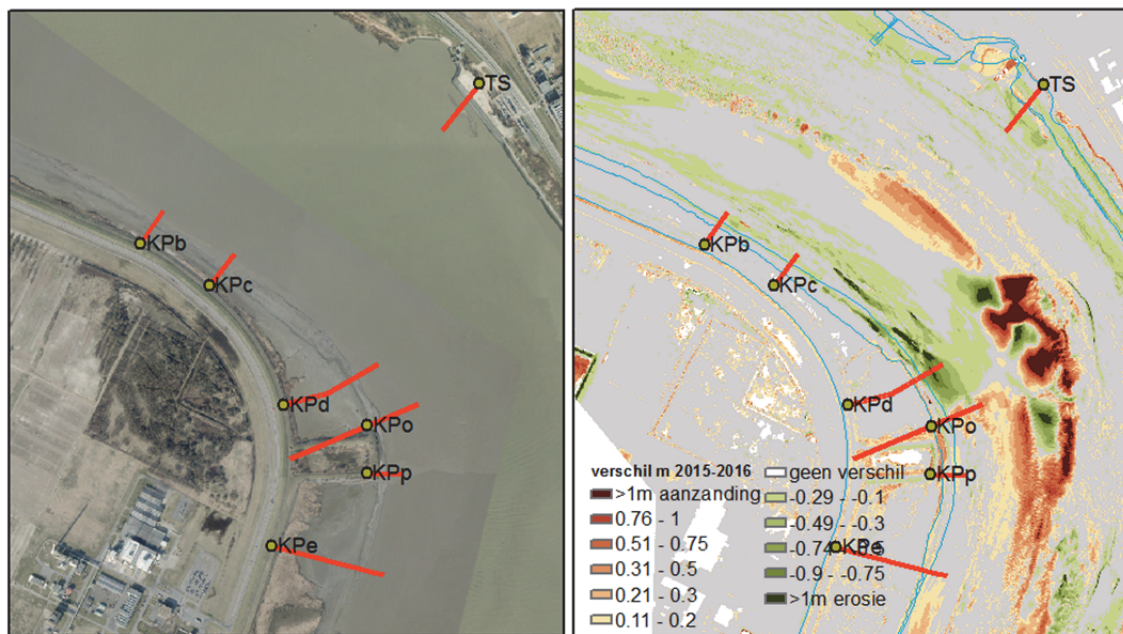 TS
KPb
KPc
KPd
KPo
KPp
KPe
TS
KPb
KPc
KPd
KPo
KPp
KPe
verschil m 2015-2016
>1m aanzanding
0.76 - 1
0.51 - 0.75
0.31 - 0.5
0.21 - 0.3
0.11 - 0.2
geen verschil
-0.29 - -0.1
-0.49 - -0.3
-0.9 - -0.75
>1m erosie